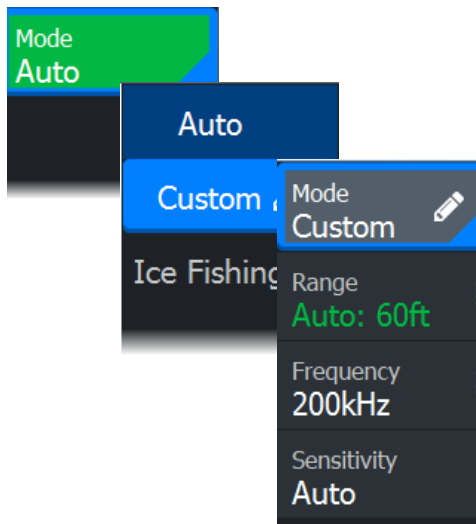 Mode
Auto
Auto
Custom
Ice Fishing
Mode
Custom
Range
Auto: 60ft
Frequency
200kHz
Sensitivity
Auto